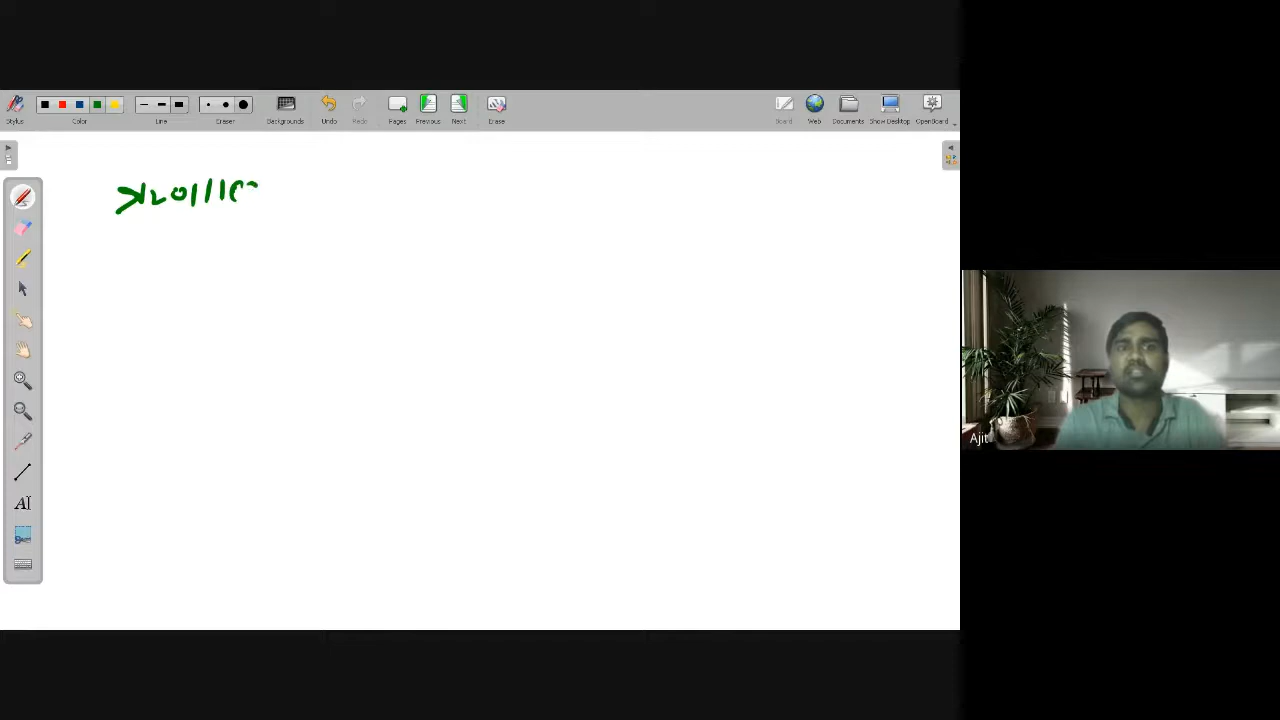 Stylus
Color
Line
Eraser
Backgrounds
Undo
Redo
Pages
Previous
Next
Erase
Board
Web
Documents
Show Desktop
OpenBoard
Ajit